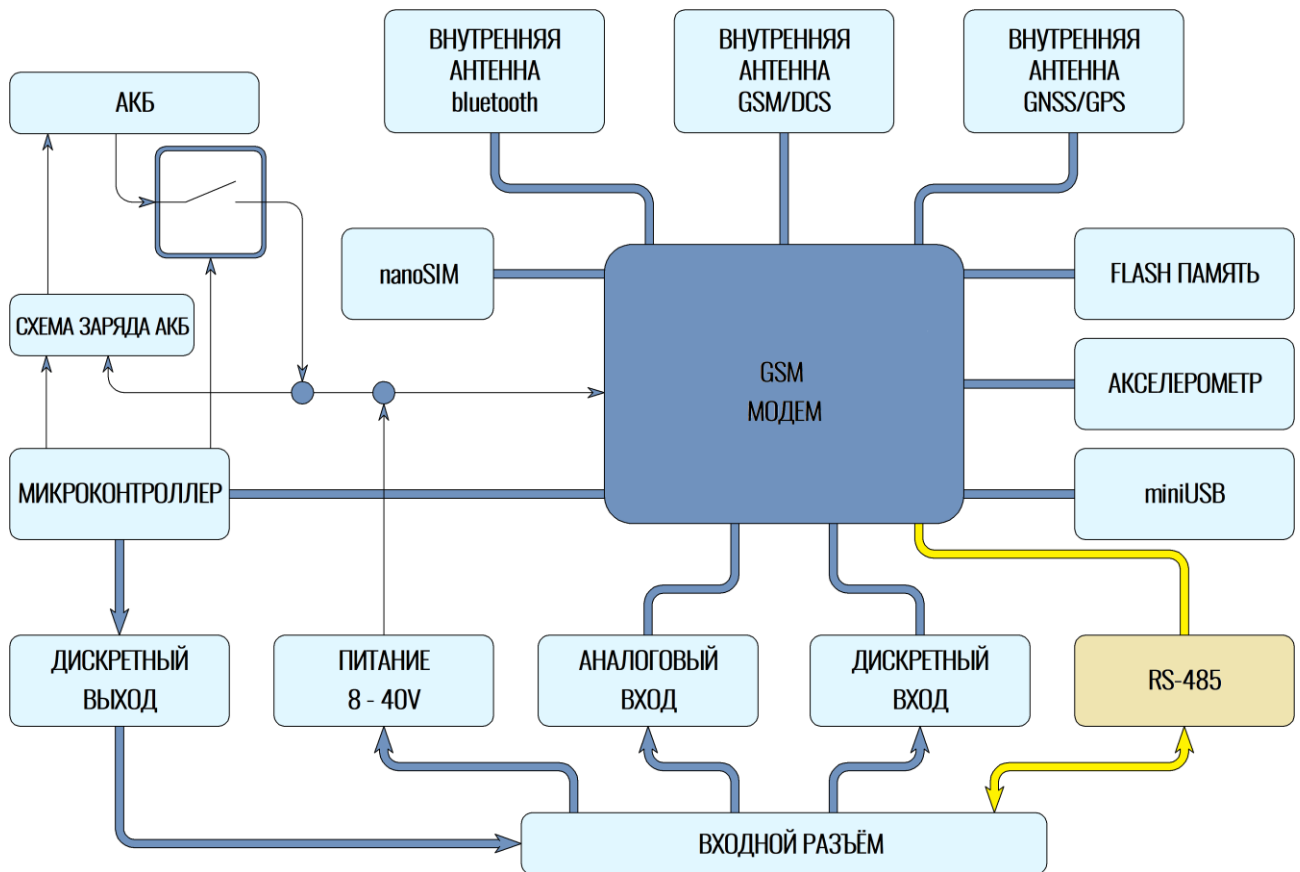 ВНУТРЕННЯЯ
АНТЕННА
bluetooth
ВНУТРЕННЯЯ
АНТЕННА
GSM/DCS
ВНУТРЕННЯЯ
АНТЕННА
GNSS/GPS
АКБ
nanoSIM
FLASH ПАМЯТЬ
СХЕМА ЗАРЯДА АКБ
GSM
МОДЕМ
АКСЕЛЕРОМЕТР
МИКРОКОНТРОЛЛЕР
miniUSB
ДИСКРЕТНЫЙ
ВЫХОД
ПИТАНИЕ
8 - 40V
АНАЛОГОВЫЙ
ВХОД
ДИСКРЕТНЫЙ
ВХОД
RS-485
ВХОДНОЙ РАЗЪЁМ